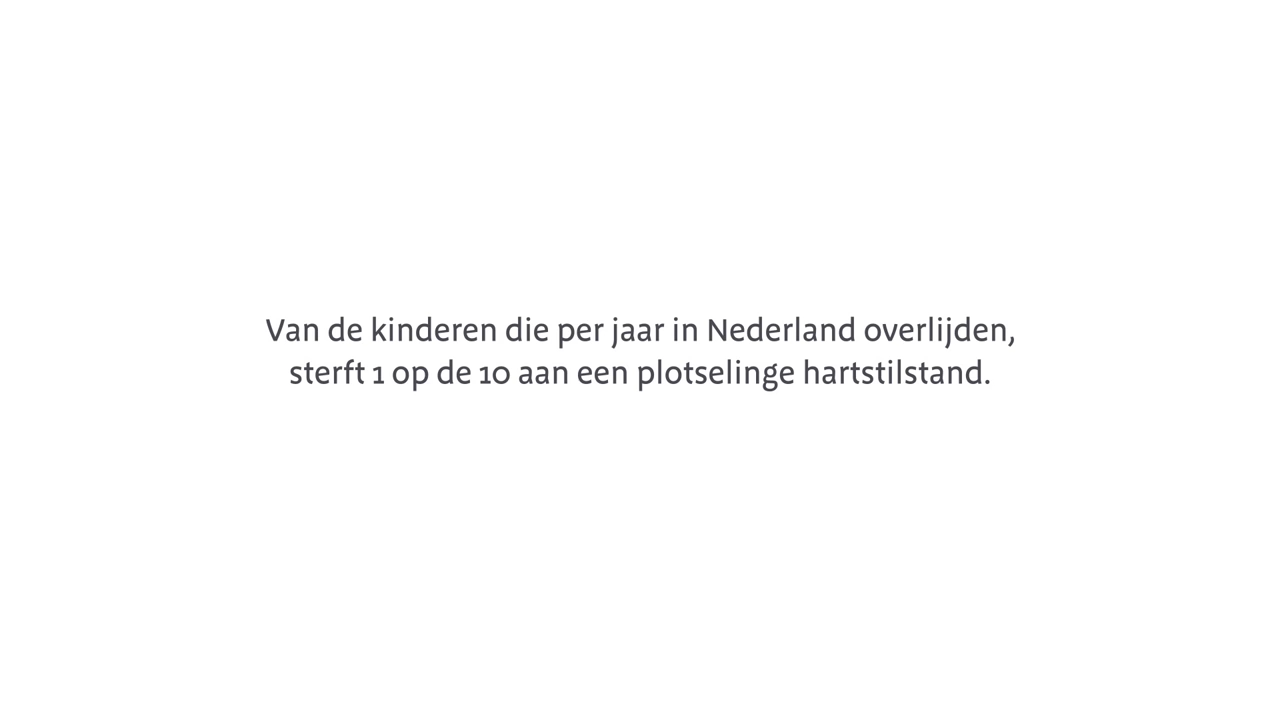 Van de kinderen die per jaar in Nederland overlijden,
sterft 1 op de 10 aan een plotselinge hartstilstand.